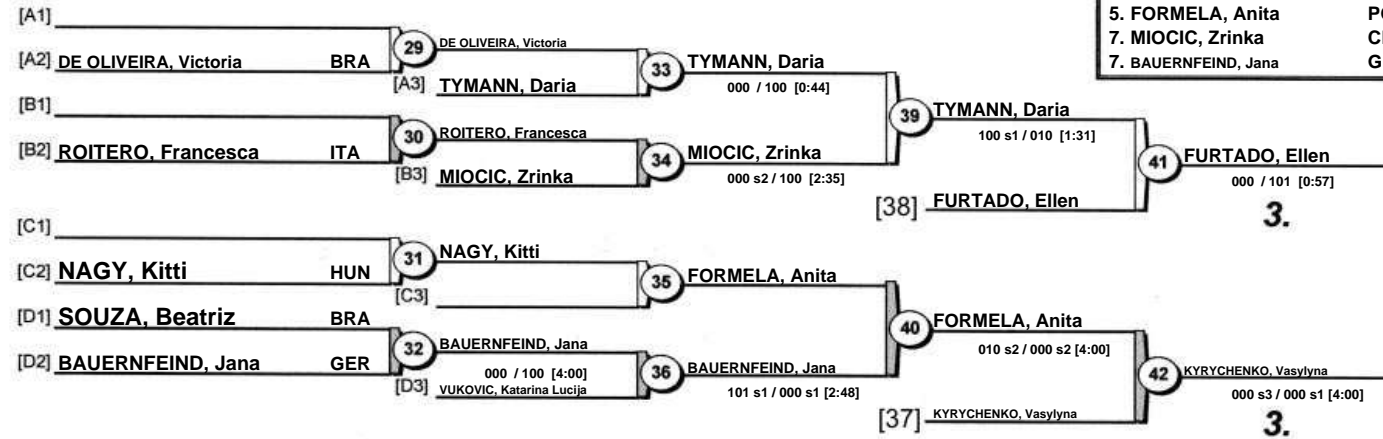 5. FORMELA, Anita
7. MIOCIC, Zrinka
7. BAUERNFEIND, Jana
[A1]
[A2] DE OLIVEIRA, Victoria BRA
29
DE OLIVEIRA, Victoria
[A3] TYMANN, Daria
33
TYMANN, Daria
000 / 100 [0:44]
[B1]
[B2] ROITERO, Francesca ITA
30
ROITERO, Francesca
[B3] MIOCIC, Zrinka
34
MIOCIC, Zrinka
000 s2 / 100 [2:35]
39
TYMANN, Daria
100 s1 / 010 [1:31]
[38] FURTADO, Ellen
41
FURTADO, Ellen
000 / 101 [0:57]
3.
[C1]
[C2] NAGY, Kitti HUN
31
NAGY, Kitti
[C3]
35
FORMELA, Anita
[D1] SOUZA, Beatriz BRA
[D2] BAUERNFEIND, Jana GER
32
BAUERNFEIND, Jana
000 / 100 [4:00]
[D3] VUKOVIC, Katarina Lucija
36
BAUERNFEIND, Jana
101 s1 / 000 s1 [2:48]
40
FORMELA, Anita
010 s2 / 000 s2 [4:00]
[37] KYRYCHENKO, Vasylyna
42
KYRYCHENKO, Vasylyna
000 s3 / 000 s1 [4:00]
3.